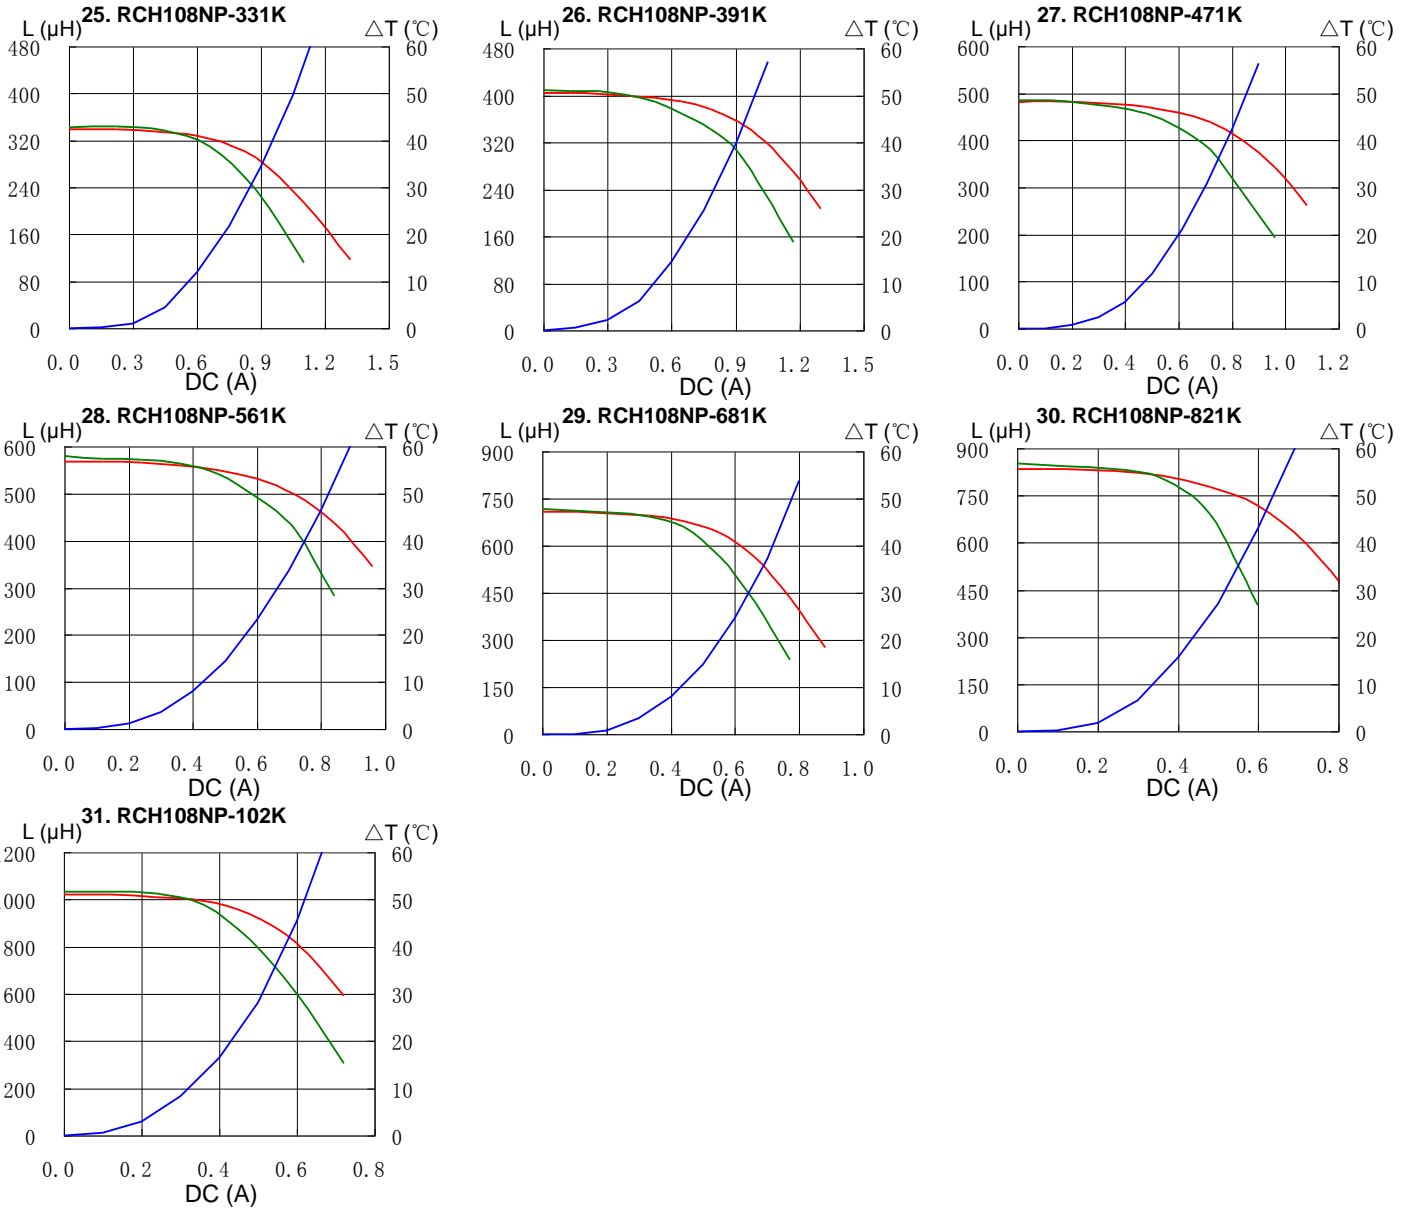 25. RCH108NP-331K
L (μH)
△T (℃)
480
400
320
240
160
80
0
60
50
40
30
20
10
0
0.0 0.3 0.6 0.9 1.2 1.5
DC (A)
26. RCH108NP-391K
L (μH)
△T (℃)
480
400
320
240
160
80
0
60
50
40
30
20
10
0
0.0 0.3 0.6 0.9 1.2 1.5
DC (A)
27. RCH108NP-471K
L (μH)
△T (℃)
600
500
400
300
200
100
0
60
50
40
30
20
10
0
0.0 0.2 0.4 0.6 0.8 1.0 1.2
DC (A)
28. RCH108NP-561K
L (μH)
△T (℃)
600
500
400
300
200
100
0
60
50
40
30
20
10
0
0.0 0.2 0.4 0.6 0.8 1.0
DC (A)
29. RCH108NP-681K
L (μH)
△T (℃)
900
750
600
450
300
150
0
60
50
40
30
20
10
0
0.0 0.2 0.4 0.6 0.8 1.0
DC (A)
30. RCH108NP-821K
L (μH)
△T (℃)
900
750
600
450
300
150
0
60
50
40
30
20
10
0
0.0 0.2 0.4 0.6 0.8
DC (A)
31. RCH108NP-102K
L (μH)
△T (℃)
200
000
800
600
400
200
0
60
50
40
30
20
10
0
0.0 0.2 0.4 0.6 0.8
DC (A)